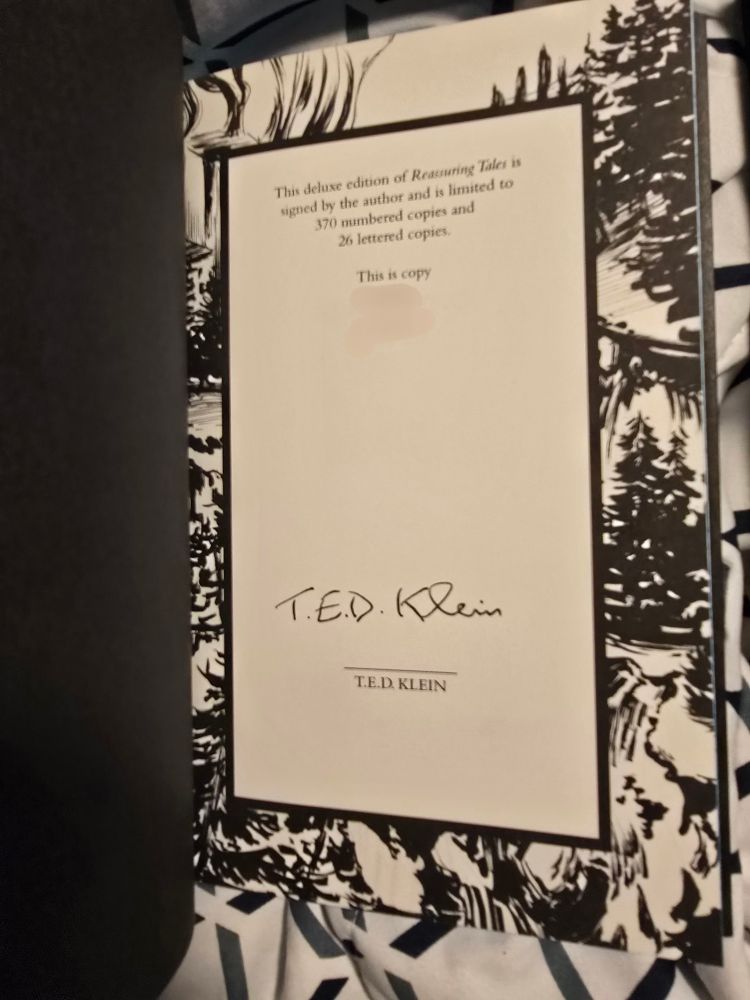 This deluxe edition of Reassuring Tales is
signed by the author and is limited to
370 numbered copies and
26 lettered copies.
This is copy
T.E.D. Klein
T.E.D. KLEIN